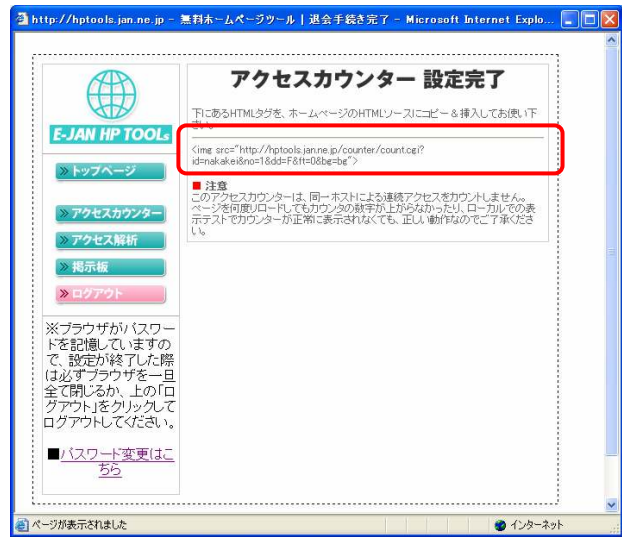 http://hptools.jan.ne.jp - 無料ホームページツール | 退会手続き完了 - Microsoft Internet Explo...
E-JAN HP TOOLs
» トップページ
» アクセスカウンター
» アクセス解析
» 掲示板
» ログアウト
※ブラウザがパスワー
ドを記憶していますの
で、設定が終了した際
は必ずブラウザを一旦
全て閉じるか、上の「ロ
グアウト」をクリックして
ログアウトしてください。
■パスワード変更はこ
ちら
アクセスカウンター 設定完了
下にあるHTMLタグを、ホームページのHTMLソースにコピー＆挿入してお使い下
さい。
<img src="http://hptools.jan.ne.jp/counter/count.cgi?
id=nakakei&no=1&dd=F&ft=0&bg=bg">
■ 注意
このアクセスカウンターは、同一ホストによる連続アクセスをカウントしません。
ページを何度リロードしてもカウンタの数字が上がらなかったり、ローカルでの表
示テストでカウンターが正常に表示されなくても、正しい動作なのでご了承くださ
い。
ページが表示されました
インターネット